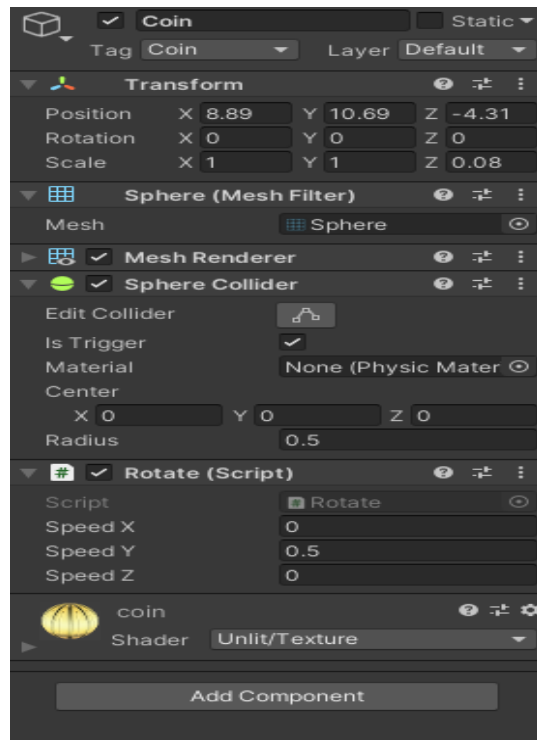 Coin Static
Tag Coin Layer Default
Transform
Position X 8.89 Y 10.69 Z -4.31
Rotation X 0 Y 0 Z 0
Scale X 1 Y 1 Z 0.08
Sphere (Mesh Filter)
Mesh Sphere
Mesh Renderer
Sphere Collider
Edit Collider
Is Trigger
Material None (Physic Mater
Center
X 0 Y 0 Z 0
Radius 0.5
# Rotate (Script)
Script # Rotate
Speed X 0
Speed Y 0.5
Speed Z 0
coin
Shader Unlit/Texture
Add Component